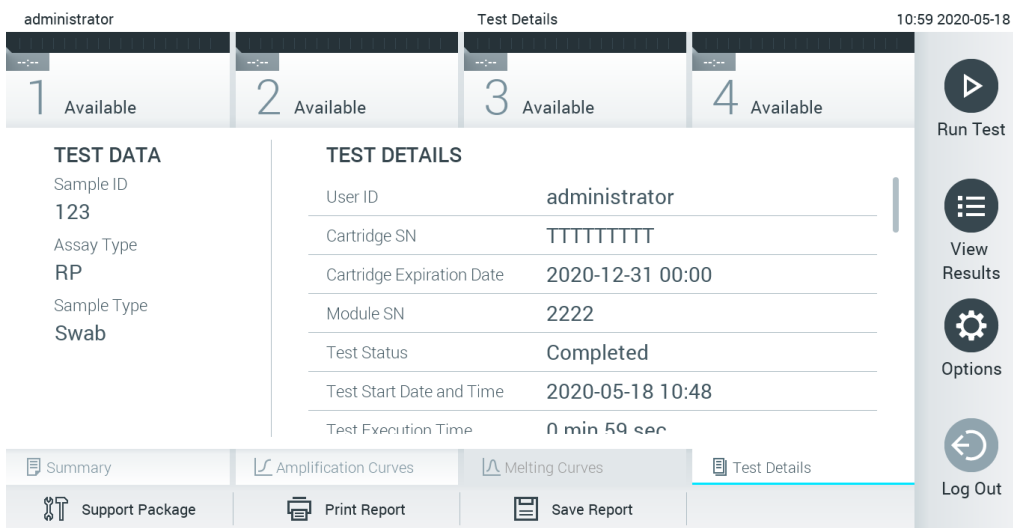 administrator
Test Details
10:59 2020-05-18
--:--
--:--
--:--
--:--
1 Available
2 Available
3 Available
4 Available
Run Test
View
Results
Options
Log Out
TEST DATA
Sample ID
123
Assay Type
RP
Sample Type
Swab
TEST DETAILS
User ID administrator
Cartridge SN TTTTTTTTT
Cartridge Expiration Date 2020-12-31 00:00
Module SN 2222
Test Status Completed
Test Start Date and Time 2020-05-18 10:48
Test Execution Time 0 min 59 sec
Summary
Amplification Curves
Melting Curves
Test Details
Support Package
Print Report
Save Report